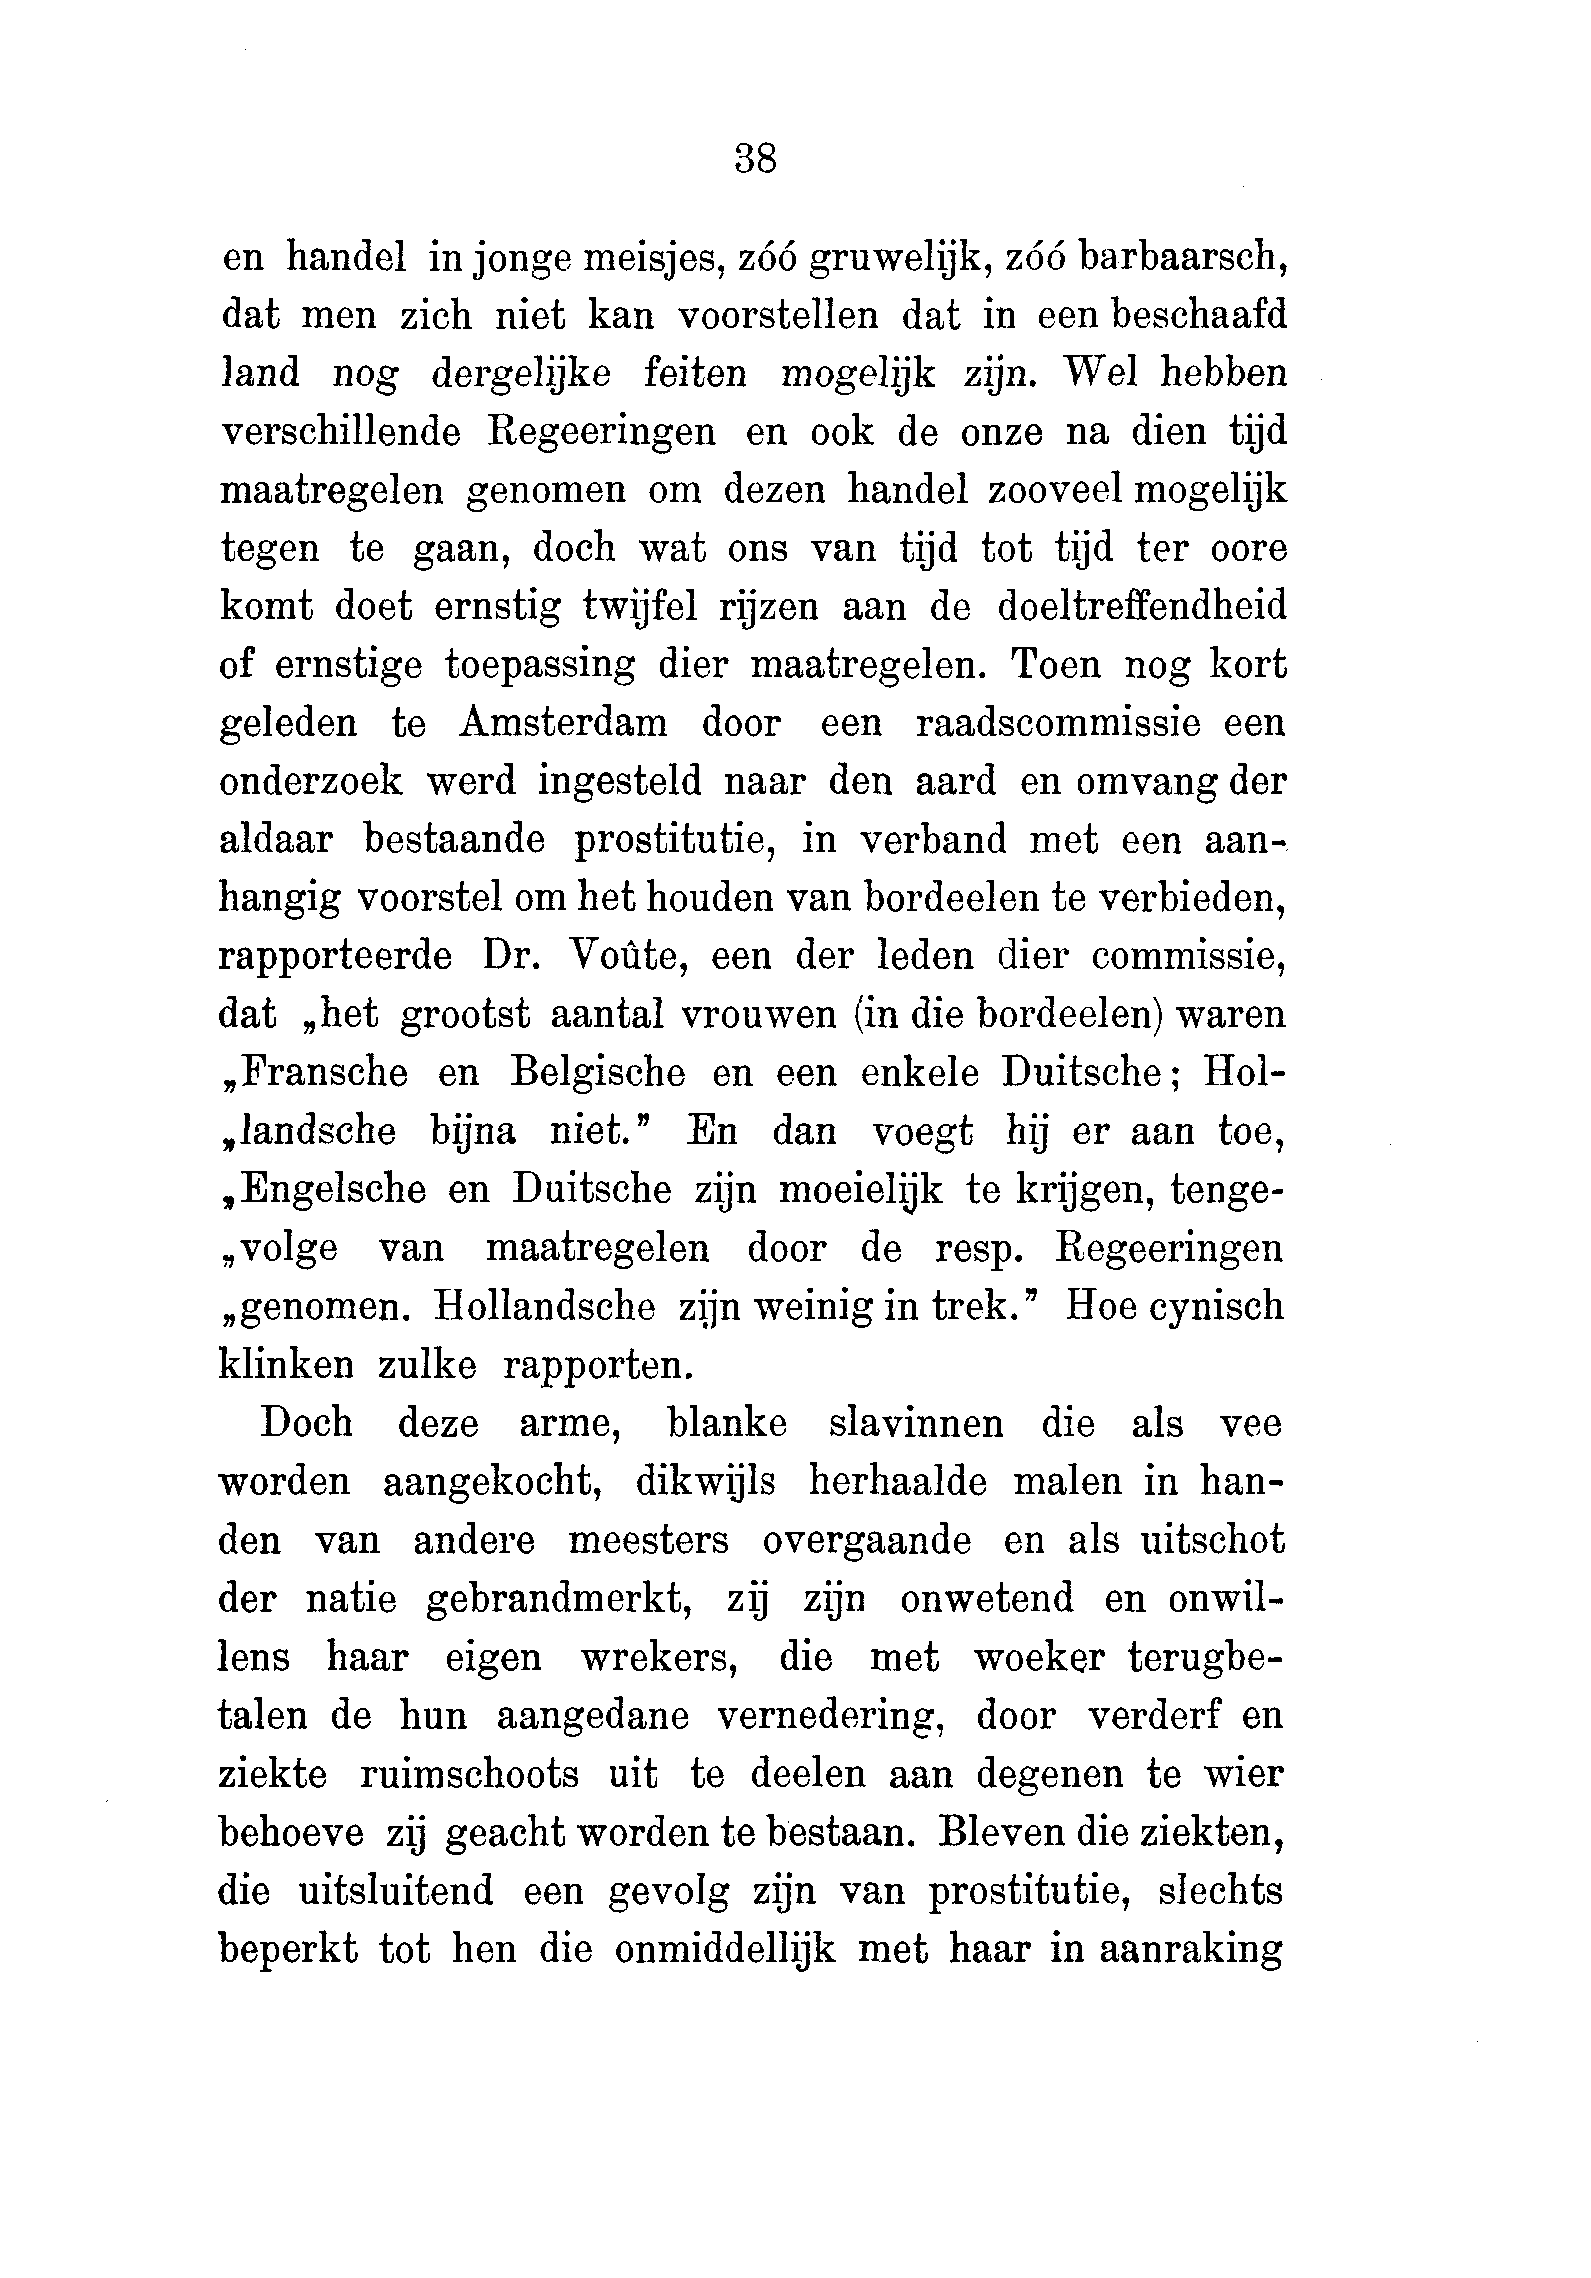 38
en handel in jonge meisjes, zóó gruwelijk, zóó barbaarsch,
dat men zich niet kan voorstellen dat in een beschaafd
land nog dergelijke feiten mogelijk zijn. Wel hebben
verschillende Regeeringen en ook de onze na dien tijd
maatregelen genomen om dezen handel zooveel mogelijk
tegen te gaan, doch wat ons van tijd tot tijd ter oore
komt doet ernstig twijfel rijzen aan de doeltreffendheid
of ernstige toepassing dier maatregelen. Toen nog kort
geleden te Amsterdam door een raadscommissie een
onderzoek werd ingesteld naar den aard en omvang der
aldaar bestaande prostitutie, in verband met een aan-
hangig voorstel om het houden van bordeelen te verbieden,
rapporteerde Dr. Voûte, een der leden dier commissie,
dat „het grootst aantal vrouwen (in die bordeelen) waren
„Fransche en Belgische en een enkele Duitsche; Hol-
„landsche bijna niet.” En dan voegt hij er aan toe,
„Engelsche en Duitsche zijn moeielijk te krijgen, tenge-
„volge van maatregelen door de resp. Regeeringen
„genomen. Hollandsche zijn weinig in trek.” Hoe cynisch
klinken zulke rapporten.
Doch deze arme, blanke slavinnen die als vee
worden aangekocht, dikwijls herhaalde malen in han-
den van andere meesters overgaande en als uitschot
der natie gebrandmerkt, zij zijn onwetend en onwil-
lens haar eigen wrekers, die met woeker terugbe-
talen de hun aangedane vernedering, door verderf en
ziekte ruimschoots uit te deelen aan degenen te wier
behoeve zij geacht worden te bestaan. Bleven die ziekten,
die uitsluitend een gevolg zijn van prostitutie, slechts
beperkt tot hen die onmiddellijk met haar in aanraking